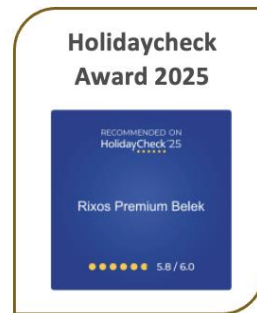 Holidaycheck
Award 2025
RECOMMENDED ON
HolidayCheck '25
Rixos Premium Belek
5.8 / 6.0